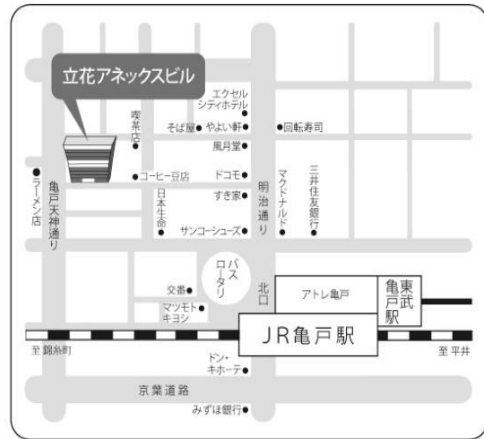 立花アネックスビル
エクセル
シティホテル
喫茶店
そば屋
やよい軒
回転寿司
風月堂
コーヒー豆店
ドコモ
ラーメン店
亀戸天神通り
日本生命
すき家
明治通り
マクドナルド
三井住友銀行
サンコーシューズ
バス
ロータリー
交番
マツモト
キヨシ
北口
アトレ亀戸
東武
亀戸駅
JR亀戸駅
至 錦糸町
至 平井
ドン・
キホーテ
京葉道路
みずほ銀行